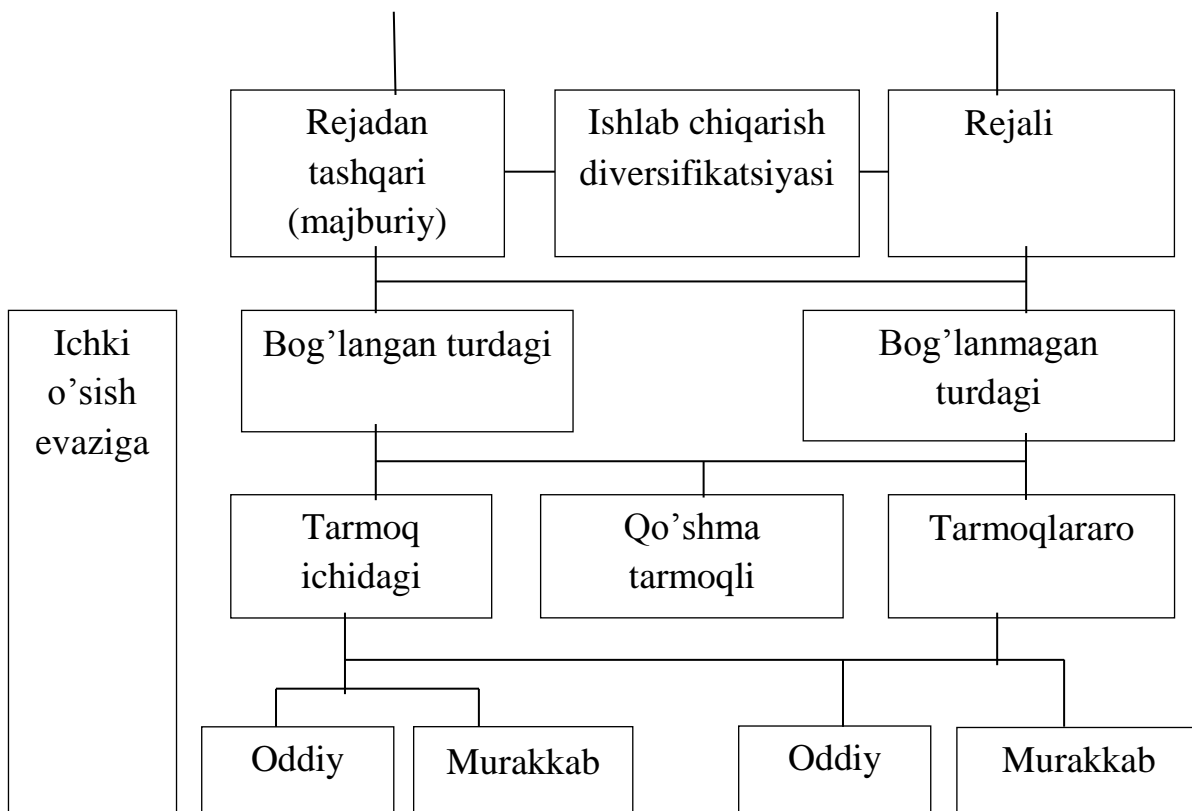 Rejadan
tashqari
(majburiy)
Ishlab chiqarish
diversifikatsiyasi
Rejali
Ichki
o’sish
evaziga
Bog’langan turdagi
Bog’lanmagan
turdagi
Tarmoq
ichidagi
Qo’shma
tarmoqli
Tarmoqlararo
Oddiy
Murakkab
Oddiy
Murakkab